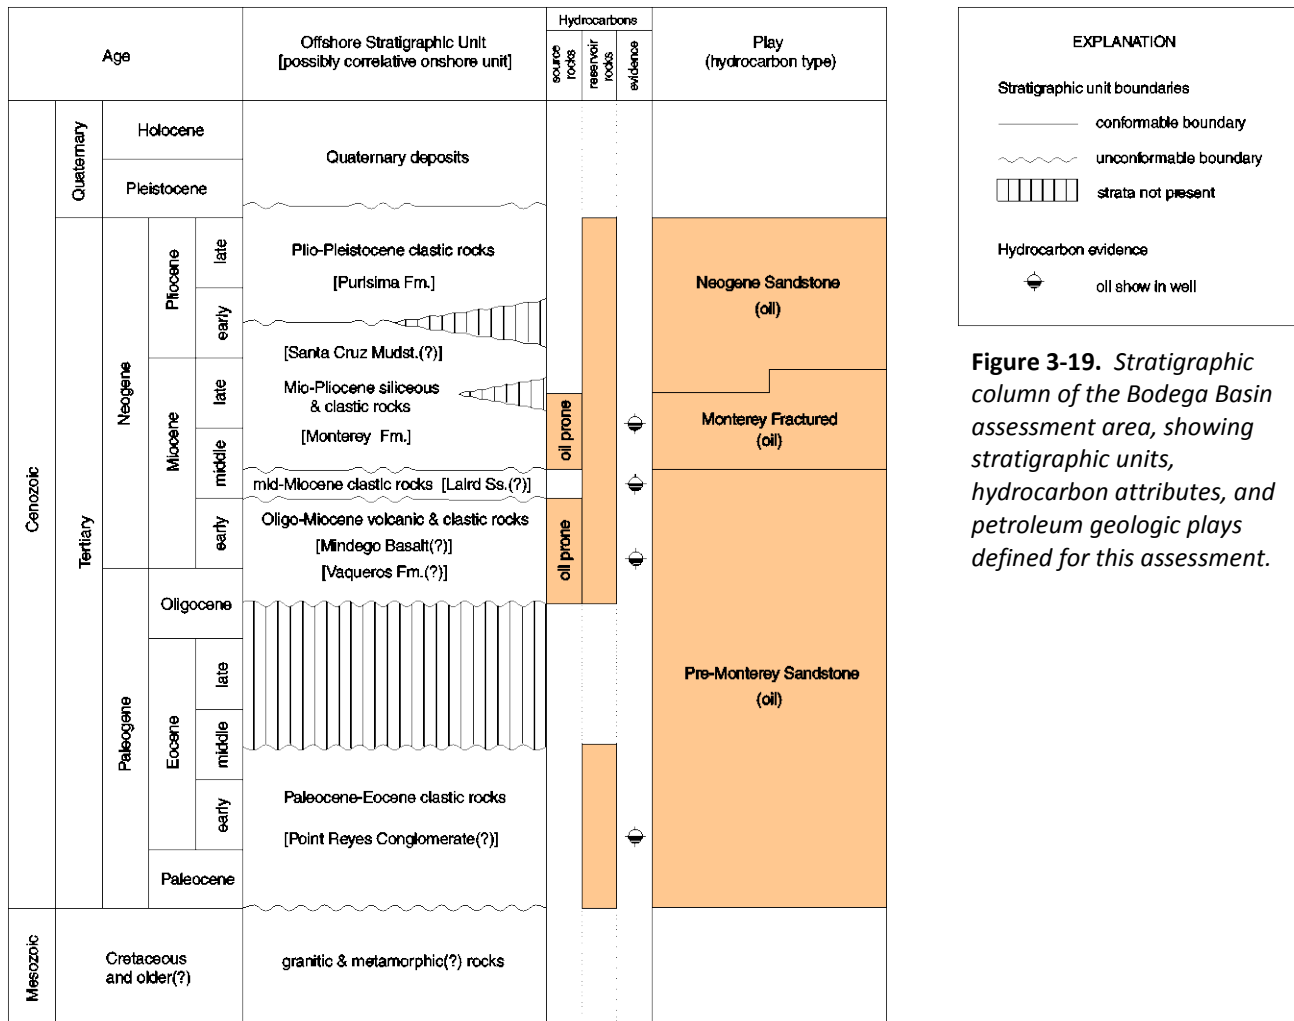 Age
Offshore Stratigraphic Unit
[possibly correlative onshore unit]
Hydrocarbons
source
rocks
reservoir
rocks
evidence
Play
(hydrocarbon type)
Cenozoic
Quaternary
Holocene
Pleistocene
Quaternary deposits
Tertiary
Neogene
Pliocene
late
early
Plio-Pleistocene clastic rocks
[Purisima Fm.]
Neogene Sandstone
(oil)
[Santa Cruz Mudst.(?)]
Miocene
late
middle
early
Mio-Pliocene siliceous
& clastic rocks
[Monterey Fm.]
oil prone
Monterey Fractured
(oil)
mid-Miocene clastic rocks [Laird Ss.(?)]
Oligo-Miocene volcanic & clastic rocks
[Mindego Basalt(?)]
[Vaqueros Fm.(?)]
oil prone
Paleogene
Oligocene
Eocene
late
middle
early
Pre-Monterey Sandstone
(oil)
Paleocene-Eocene clastic rocks
[Point Reyes Conglomerate(?)]
Paleocene
Mesozoic
Cretaceous
and older(?)
granitic & metamorphic(?) rocks
EXPLANATION
Stratigraphic unit boundaries
conformable boundary
unconformable boundary
strata not present
Hydrocarbon evidence
oil show in well
Figure 3-19. Stratigraphic
column of the Bodega Basin
assessment area, showing
stratigraphic units,
hydrocarbon attributes, and
petroleum geologic plays
defined for this assessment.